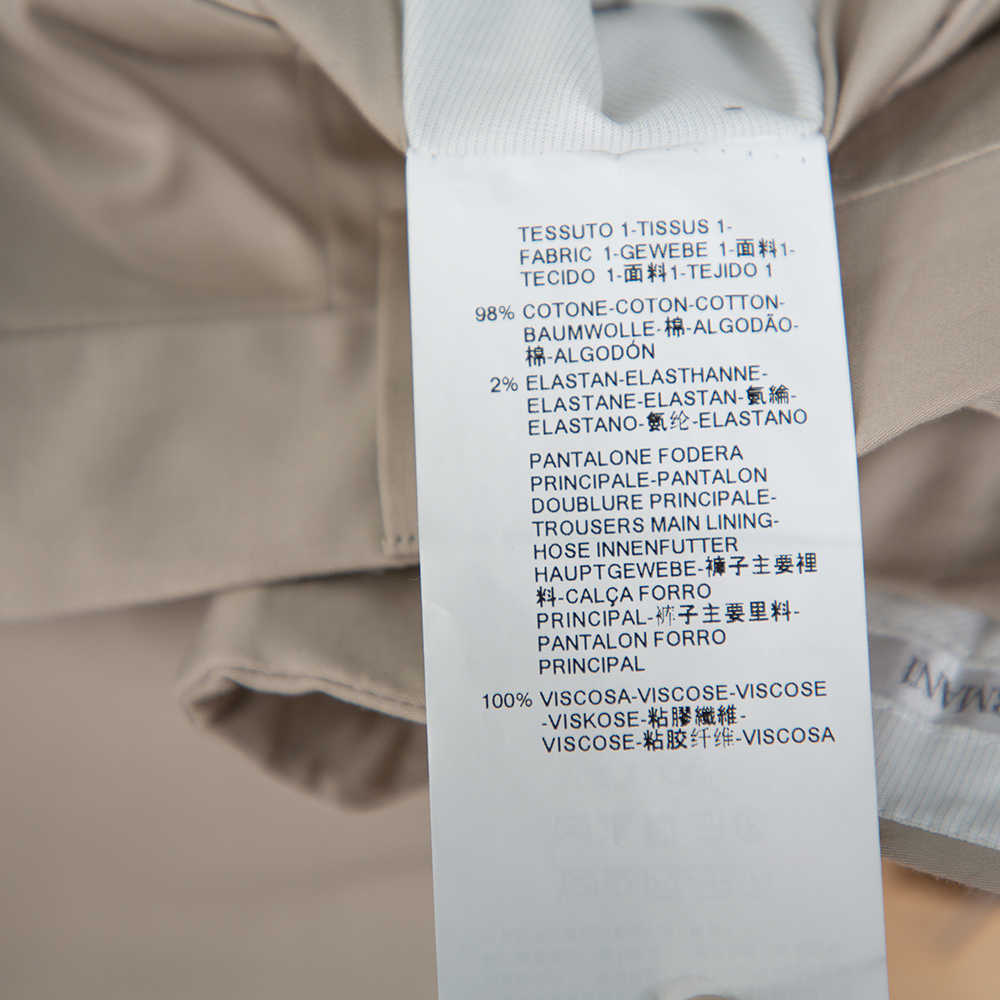 TESSUTO 1-TISSUS 1-
FABRIC 1-GEWEBE 1-面料1-
TECIDO 1-面料1-TEJIDO 1
98% COTONE-COTON-COTTON-
BAUMWOLLE-棉-ALGODÃO-
棉-ALGODÓN
2% ELASTAN-ELASTHANNE-
ELASTANE-ELASTAN-氨綸-
ELASTANO-氨纶-ELASTANO
PANTALONE FODERA
PRINCIPALE-PANTALON
DOUBLURE PRINCIPALE-
TROUSERS MAIN LINING-
HOSE INNENFUTTER
HAUPTGEWEBE-褲子主要裡
料-CALÇA FORRO
PRINCIPAL-裤子主要里料-
PANTALON FORRO
PRINCIPAL
100% VISCOSA-VISCOSE-VISCOSE
-VISKOSE-粘膠纖維-
VISCOSE-粘胶纤维-VISCOSA